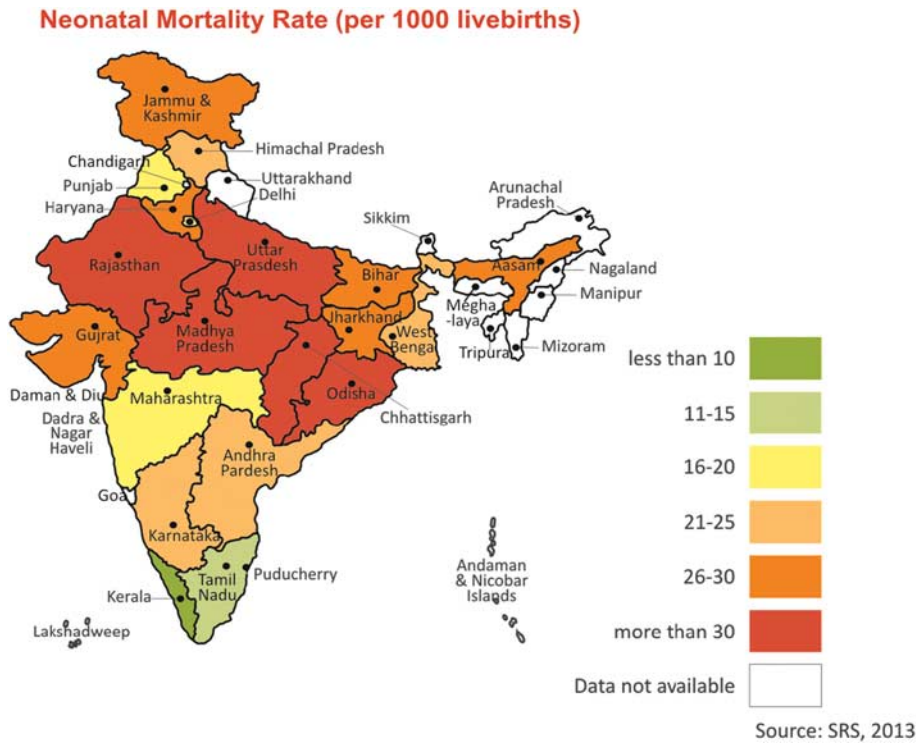 Neonatal Mortality Rate (per 1000 livebirths)
Jammu &
Kashmir
Himachal Pradesh
Chandigarh
Punjab
Uttarakhand
Delhi
Haryana
Arunachal
Pradesh
Sikkim
Rajasthan
Uttar
Prasdesh
Bihar
Aasam
Nagaland
Manipur
Megha
-laya
Tripura
Mizoram
Gujrat
Madhya
Pradesh
Jharkhand
West
Bengal
Daman & Diu
Dadra &
Nagar
Haveli
Maharashtra
Odisha
Chhattisgarh
Andhra
Pardesh
Goa
Karnataka
Tamil
Nadu
Puducherry
Kerala
Lakshadweep
Andaman
& Nicobar
Islands
less than 10
11-15
16-20
21-25
26-30
more than 30
Data not available
Source: SRS, 2013